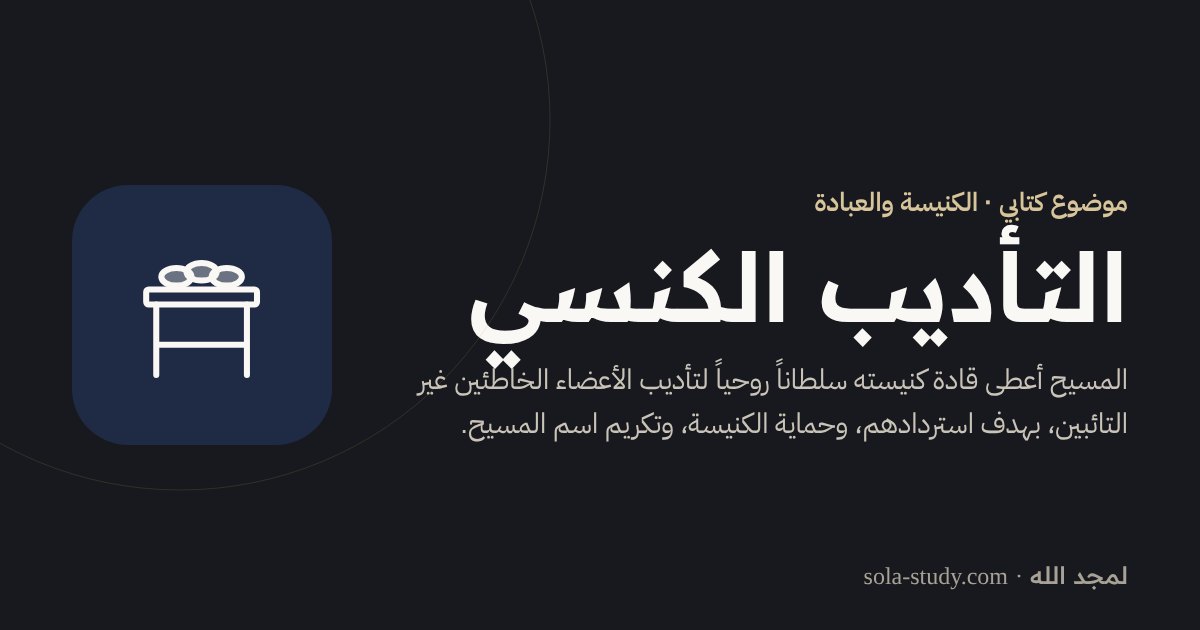 موضوع كتابي · الكنيسة والعبادة
التأديب الكنسي
المسيح أعطى قادة كنيسته سلطاناً روحياً لتأديب الأعضاء الخاطئين غير
التائبين، بهدف استردادهم، وحماية الكنيسة، وتكريم اسم المسيح.
لمجد الله · sola-study.com